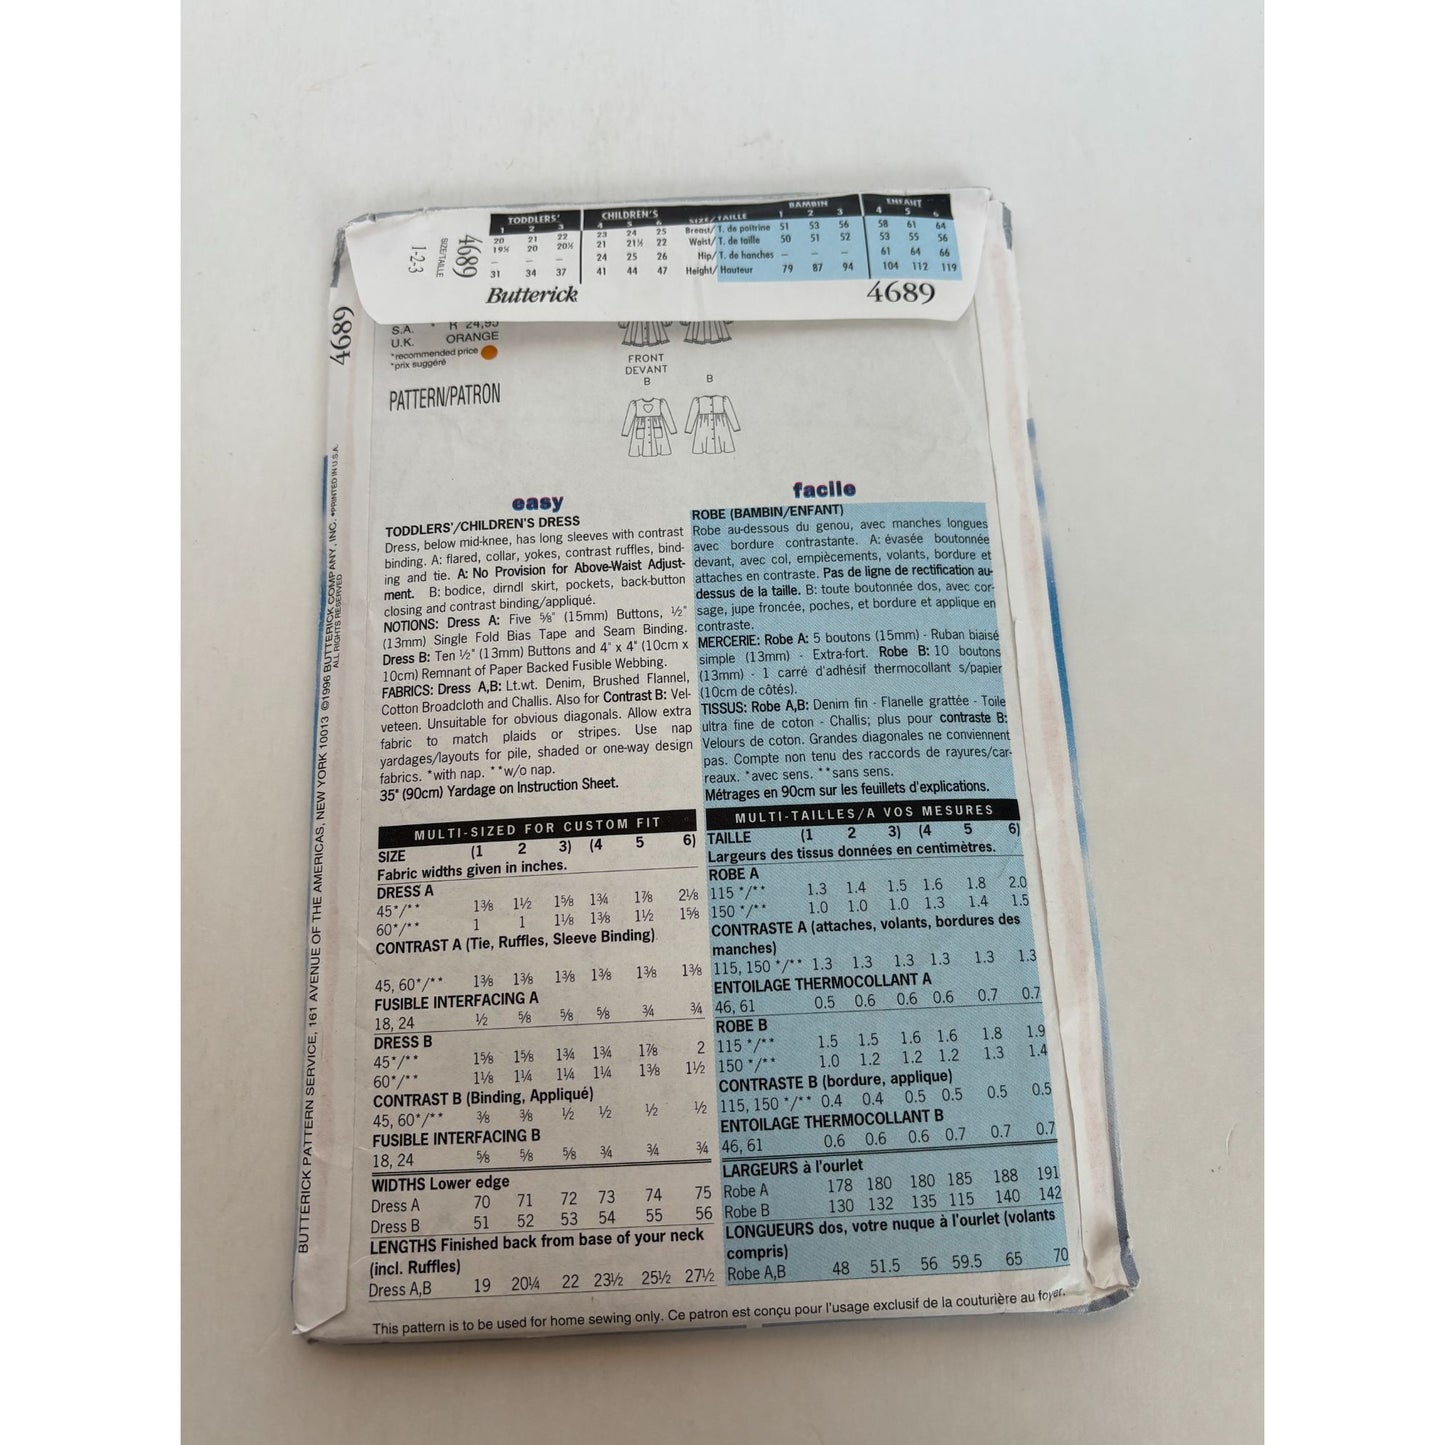 TODDLERS' CHILDREN'S SIZE/TAILLE BAMBIN ENFANT
1 2 3 4 5 6 1 2 3 4 5 6
20 21 22 23 24 25 Breast/ T. de poitrine 51 53 56 58 61 64
19½ 20 20½ 21 21½ 22 Waist/ T. de taille 50 51 52 53 55 56
– – – 24 25 26 Hip/ T. de hanches – – – 61 64 66
31 34 37 41 44 47 Height/ Hauteur 79 87 94 104 112 119
4689
SIZE/TAILLE
1-2-3
Butterick 4689
4689
S.A. * R 24,95
U.K. ORANGE
*recommended price
*prix suggéré
PATTERN/PATRON
FRONT
DEVANT
B B
easy
TODDLERS'/CHILDREN'S DRESS
Dress, below mid-knee, has long sleeves with contrast
binding. A: flared, collar, yokes, contrast ruffles, bind-
ing and tie. A: No Provision for Above-Waist Adjust-
ment. B: bodice, dirndl skirt, pockets, back-button
closing and contrast binding/appliqué.
NOTIONS: Dress A: Five ⅝" (15mm) Buttons, ½"
(13mm) Single Fold Bias Tape and Seam Binding.
Dress B: Ten ½" (13mm) Buttons and 4" x 4" (10cm x
10cm) Remnant of Paper Backed Fusible Webbing.
FABRICS: Dress A,B: Lt.wt. Denim, Brushed Flannel,
Cotton Broadcloth and Challis. Also for Contrast B: Vel-
veteen. Unsuitable for obvious diagonals. Allow extra
fabric to match plaids or stripes. Use nap
yardages/layouts for pile, shaded or one-way design
fabrics. *with nap. **w/o nap.
35" (90cm) Yardage on Instruction Sheet.
MULTI-SIZED FOR CUSTOM FIT
SIZE (1 2 3) (4 5 6)
Fabric widths given in inches.
DRESS A
45*/** 1⅜ 1½ 1⅝ 1¾ 1⅞ 2⅛
60*/** 1 1 1⅛ 1⅜ 1½ 1⅝
CONTRAST A (Tie, Ruffles, Sleeve Binding)
45, 60*/** 1⅜ 1⅜ 1⅜ 1⅜ 1⅜ 1⅜
FUSIBLE INTERFACING A
18, 24 ½ ⅝ ⅝ ⅝ ¾ ¾
DRESS B
45*/** 1⅝ 1⅝ 1¾ 1¾ 1⅞ 2
60*/** 1⅛ 1¼ 1¼ 1¼ 1⅜ 1½
CONTRAST B (Binding, Appliqué)
45, 60*/** ⅜ ⅜ ½ ½ ½ ½
FUSIBLE INTERFACING B
18, 24 ⅝ ⅝ ⅝ ¾ ¾ ¾
WIDTHS Lower edge
Dress A 70 71 72 73 74 75
Dress B 51 52 53 54 55 56
LENGTHS Finished back from base of your neck
(incl. Ruffles)
Dress A,B 19 20¼ 22 23½ 25½ 27½
facile
ROBE (BAMBIN/ENFANT)
Robe au-dessous du genou, avec manches longues
avec bordure contrastante. A: évasée boutonnée
devant, avec col, empiècements, volants, bordure et
attaches en contraste. Pas de ligne de rectification au-
dessus de la taille. B: toute boutonnée dos, avec cor-
sage, jupe froncée, poches, et bordure et applique en
contraste.
MERCERIE: Robe A: 5 boutons (15mm) - Ruban biaisé
simple (13mm) - Extra-fort. Robe B: 10 boutons
(13mm) - 1 carré d'adhésif thermocollant s/papier
(10cm de côtés).
TISSUS: Robe A,B: Denim fin - Flanelle grattée - Toile
ultra fine de coton - Challis; plus pour contraste B:
Velours de coton. Grandes diagonales ne conviennent
pas. Compte non tenu des raccords de rayures/car-
reaux. *avec sens. **sans sens.
Métrages en 90cm sur les feuillets d'explications.
MULTI-TAILLES/A VOS MESURES
TAILLE (1 2 3) (4 5 6)
Largeurs des tissus données en centimètres.
ROBE A
115 */** 1.3 1.4 1.5 1.6 1.8 2.0
150 */** 1.0 1.0 1.0 1.3 1.4 1.5
CONTRASTE A (attaches, volants, bordures des
manches)
115, 150 */** 1.3 1.3 1.3 1.3 1.3 1.3
ENTOILAGE THERMOCOLLANT A
46, 61 0.5 0.6 0.6 0.6 0.7 0.7
ROBE B
115 */** 1.5 1.5 1.6 1.6 1.8 1.9
150 */** 1.0 1.2 1.2 1.2 1.3 1.4
CONTRASTE B (bordure, applique)
115, 150 */** 0.4 0.4 0.5 0.5 0.5 0.5
ENTOILAGE THERMOCOLLANT B
46, 61 0.6 0.6 0.6 0.7 0.7 0.7
LARGEURS à l'ourlet
Robe A 178 180 180 185 188 191
Robe B 130 132 135 115 140 142
LONGUEURS dos, votre nuque à l'ourlet (volants
compris)
Robe A,B 48 51.5 56 59.5 65 70
This pattern is to be used for home sewing only. Ce patron est conçu pour l'usage exclusif de la couturière au foyer.
BUTTERICK PATTERN SERVICE, 161 AVENUE OF THE AMERICAS, NEW YORK 10013 ©1996 BUTTERICK COMPANY, INC. •PRINTED IN U.S.A.
ALL RIGHTS RESERVED